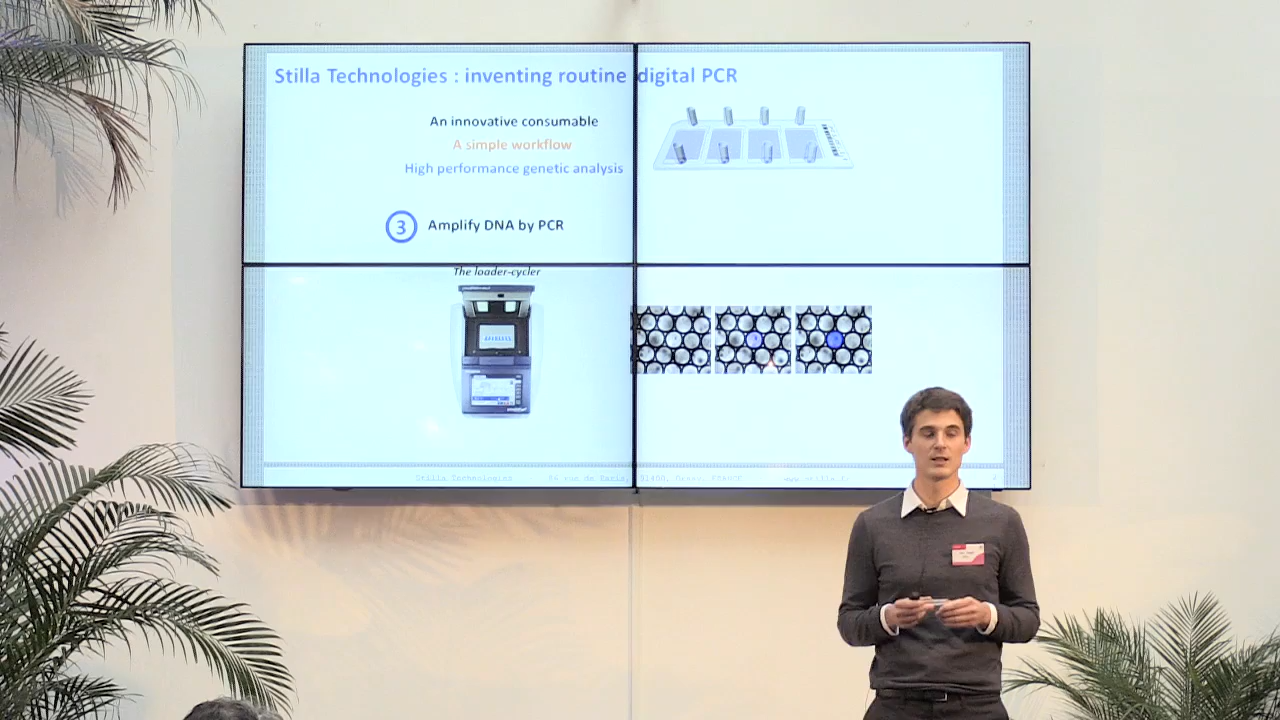 Stilla Technologies : inventing routine digital PCR
An innovative consumable
A simple workflow
High performance genetic analysis
3 Amplify DNA by PCR
The loader-cycler
Stilla Technologies